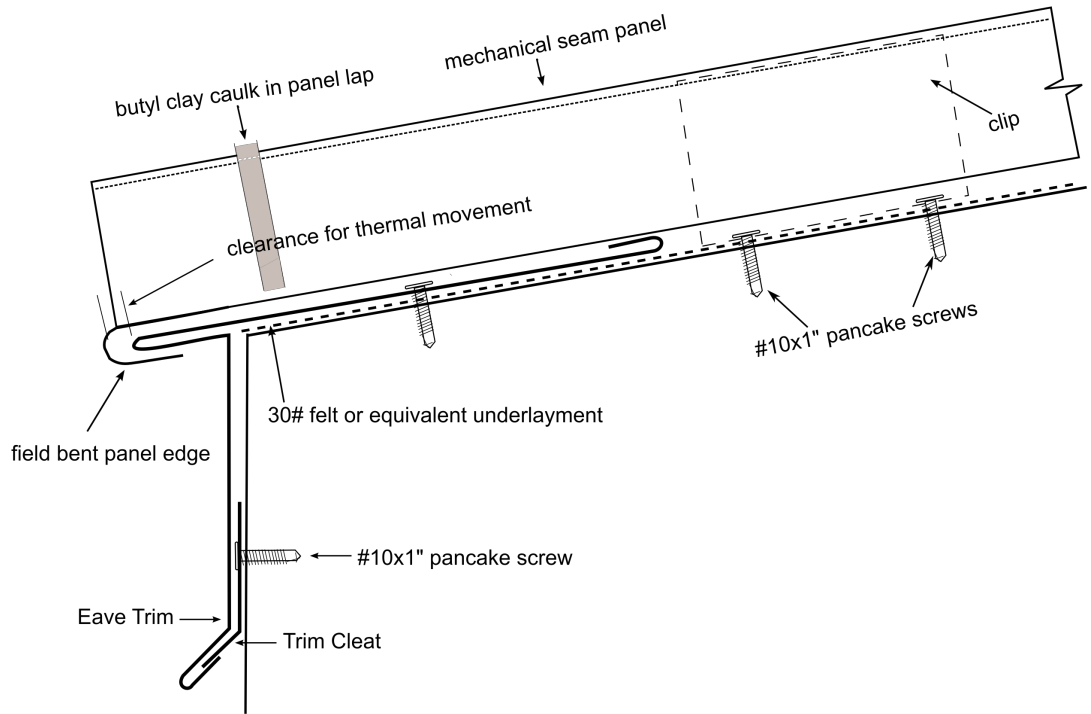 mechanical seam panel
butyl clay caulk in panel lap
clip
clearance for thermal movement
#10x1" pancake screws
30# felt or equivalent underlayment
field bent panel edge
#10x1" pancake screw
Eave Trim
Trim Cleat